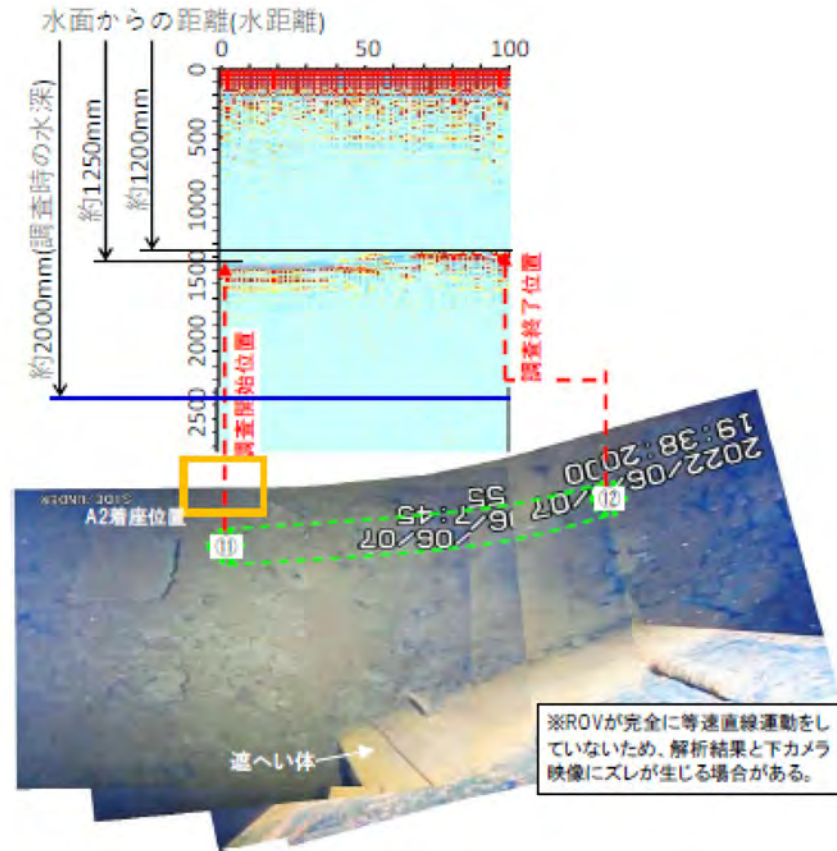 水面からの距離(水距離)
0 50 100
0
500
1000
1500
2000
2500
約2000mm(調査時の水深)
約1250mm
約1200mm
調査開始位置
調査終了位置
SIDE/UNDER
A2着座位置
⑪
⑫
2022/06
19:38:20
06/07
遮へい体
※ROVが完全に等速直線運動をし
ていないため、解析結果と下カメラ
映像にズレが生じる場合がある。